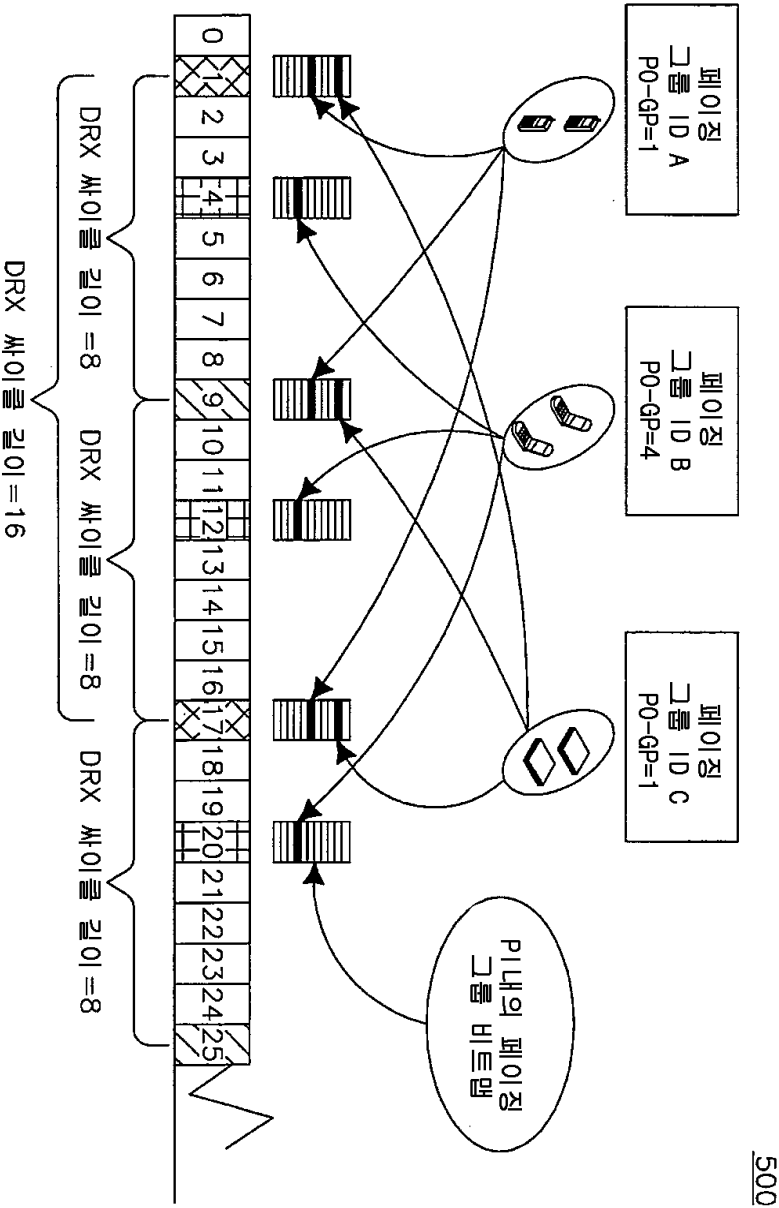 500
페이징
그룹 ID A
PO-GP=1
페이징
그룹 ID B
PO-GP=4
페이징
그룹 ID C
PO-GP=1
PI내의 페이징
그룹 비트맵
0 1 2 3 4 5 6 7 8 9 10 11 12 13 14 15 16 17 18 19 20 21 22 23 24 25
DRX 싸이클 길이=8
DRX 싸이클 길이=8
DRX 싸이클 길이=8
DRX 싸이클 길이=16